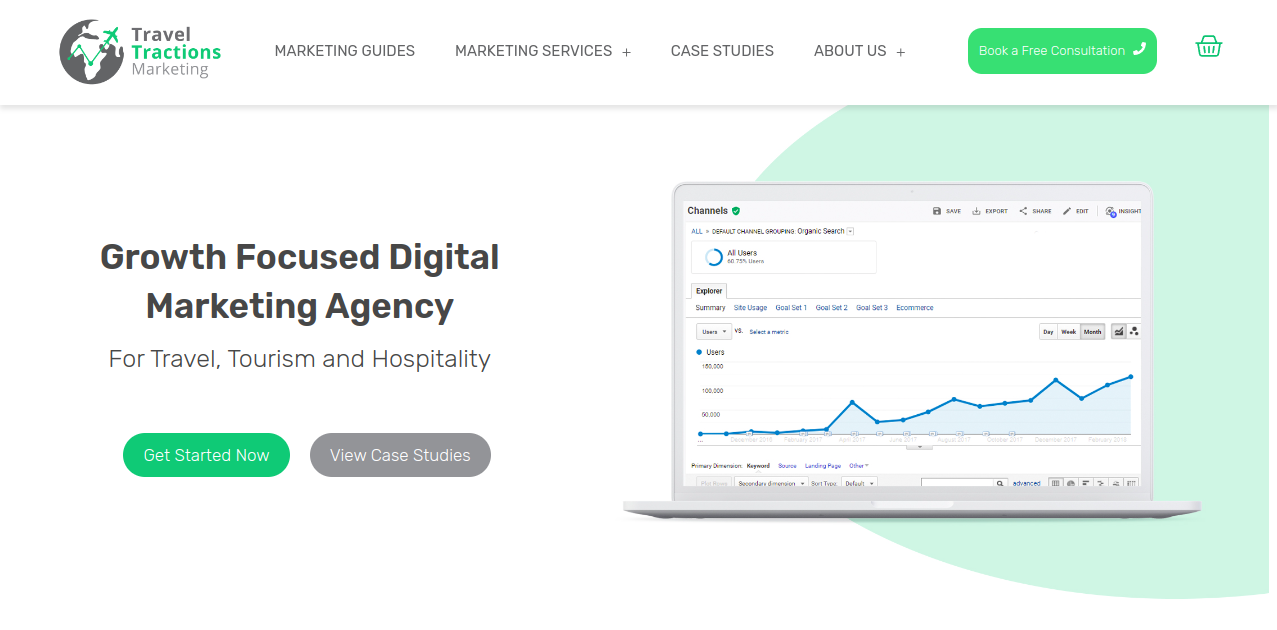 Travel
Tractions
Marketing
MARKETING GUIDES
MARKETING SERVICES +
CASE STUDIES
ABOUT US +
Book a Free Consultation
Growth Focused Digital
Marketing Agency
For Travel, Tourism and Hospitality
Get Started Now
View Case Studies
Channels
SAVE
EXPORT
SHARE
EDIT
INSIGHT
ALL » DEFAULT CHANNEL GROUPING: Organic Search
All Users
60.75% Users
Explorer
Summary Site Usage Goal Set 1 Goal Set 2 Goal Set 3 Ecommerce
Users VS. Select a metric
Day Week Month
Users
150,000
100,000
50,000
... December 2016 February 2017 April 2017 June 2017 August 2017 October 2017 December 2017 February 2018
Primary Dimension: Keyword Source Landing Page Other
Plot Rows Secondary dimension Sort Type: Default advanced